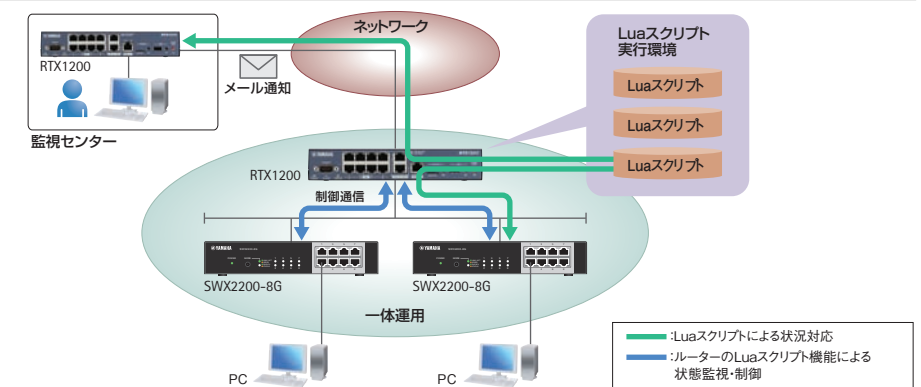 ネットワーク
Luaスクリプト
実行環境
RTX1200
メール通知
Luaスクリプト
監視センター
Luaスクリプト
Luaスクリプト
RTX1200
制御通信
YAMAHA
YAMAHA
SWX2200-8G
SWX2200-8G
一体運用
:Luaスクリプトによる状況対応
:ルーターのLuaスクリプト機能による
状態監視・制御
PC
PC